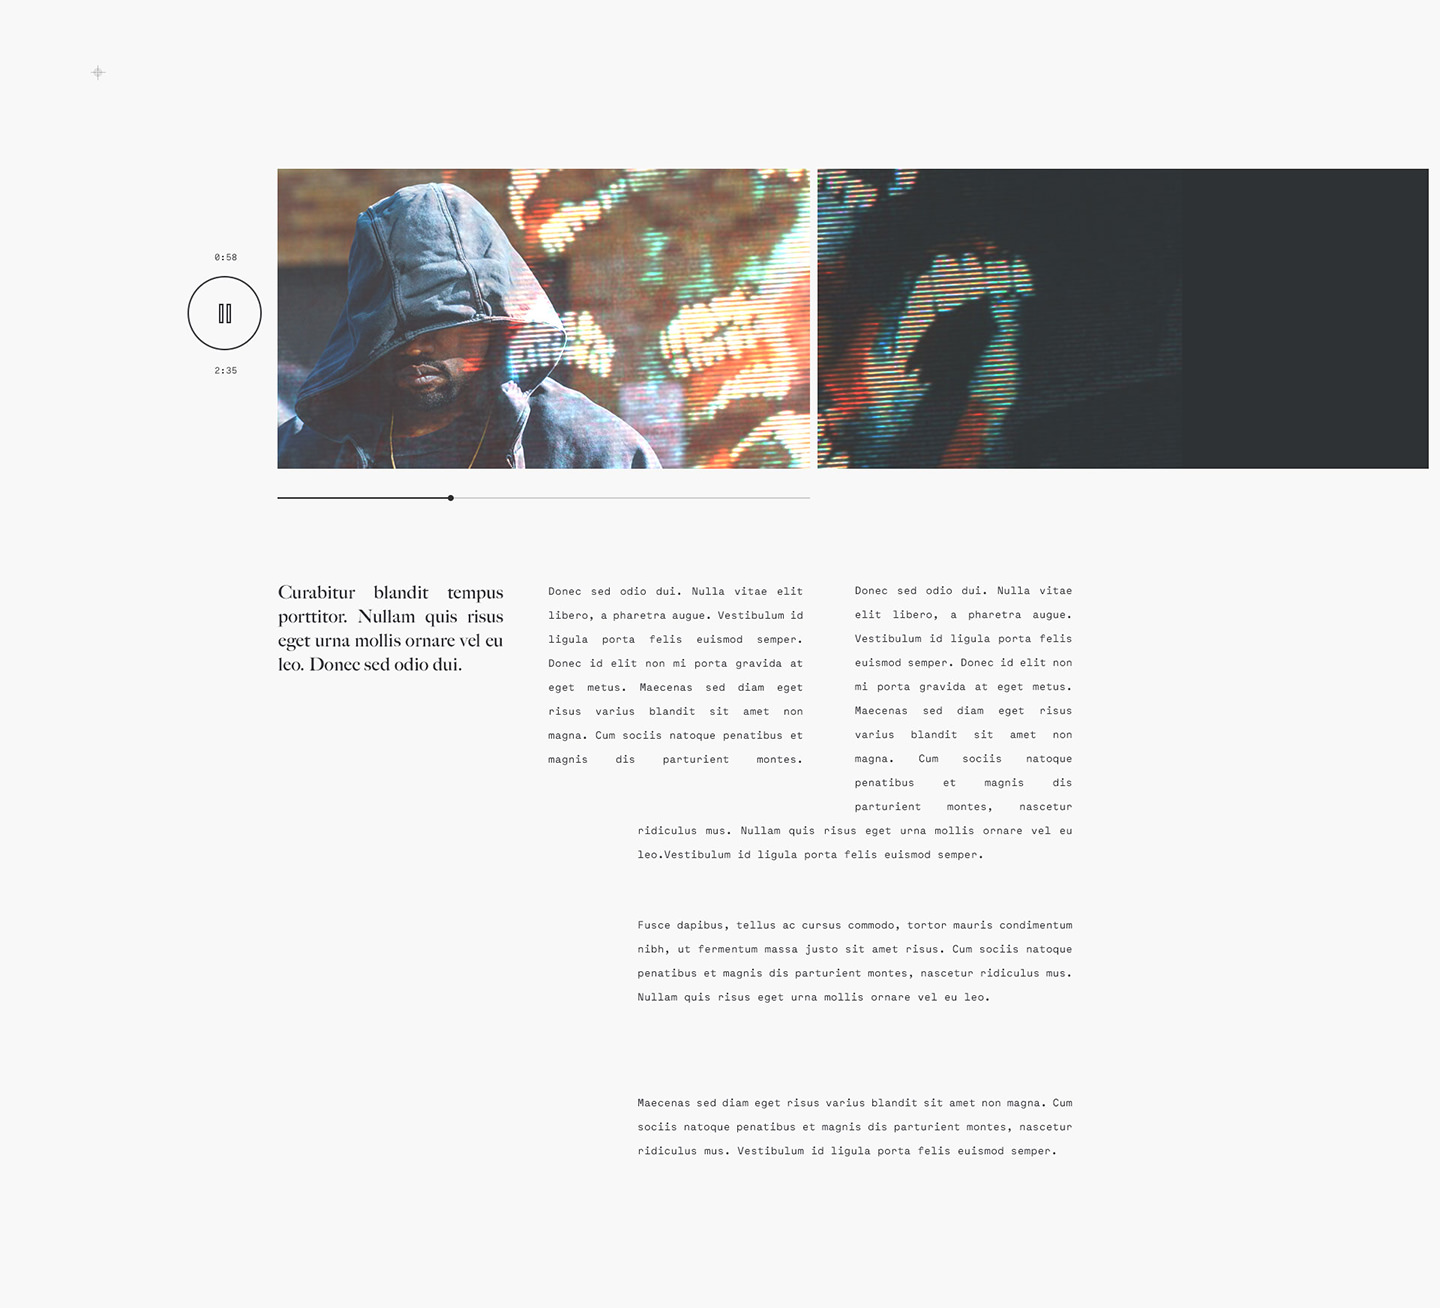 0:58
2:35
Curabitur blandit tempus
porttitor. Nullam quis risus
eget urna mollis ornare vel eu
leo. Donec sed odio dui.
Donec sed odio dui. Nulla vitae elit
libero, a pharetra augue. Vestibulum id
ligula porta felis euismod semper.
Donec id elit non mi porta gravida at
eget metus. Maecenas sed diam eget
risus varius blandit sit amet non
magna. Cum sociis natoque penatibus et
magnis dis parturient montes.
Donec sed odio dui. Nulla vitae
elit libero, a pharetra augue.
Vestibulum id ligula porta felis
euismod semper. Donec id elit non
mi porta gravida at eget metus.
Maecenas sed diam eget risus
varius blandit sit amet non
magna. Cum sociis natoque
penatibus et magnis dis
parturient montes, nascetur
ridiculus mus. Nullam quis risus eget urna mollis ornare vel eu
leo.Vestibulum id ligula porta felis euismod semper.
Fusce dapibus, tellus ac cursus commodo, tortor mauris condimentum
nibh, ut fermentum massa justo sit amet risus. Cum sociis natoque
penatibus et magnis dis parturient montes, nascetur ridiculus mus.
Nullam quis risus eget urna mollis ornare vel eu leo.
Maecenas sed diam eget risus varius blandit sit amet non magna. Cum
sociis natoque penatibus et magnis dis parturient montes, nascetur
ridiculus mus. Vestibulum id ligula porta felis euismod semper.